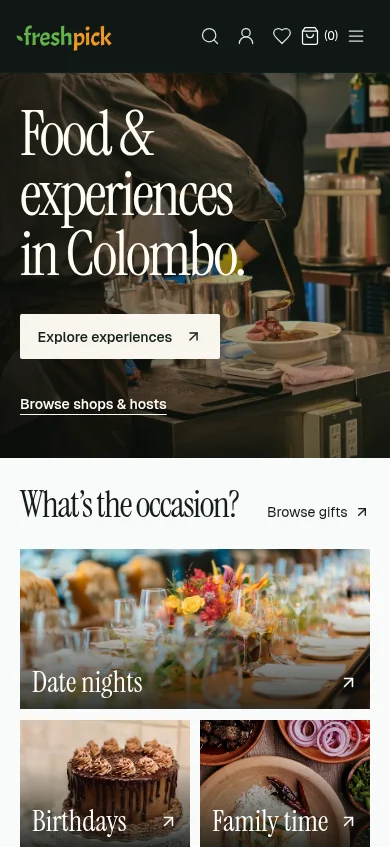 freshpick
(0)
Food &
experiences
in Colombo.
Explore experiences
Browse shops & hosts
What's the occasion?
Browse gifts
Date nights
Birthdays
Family time